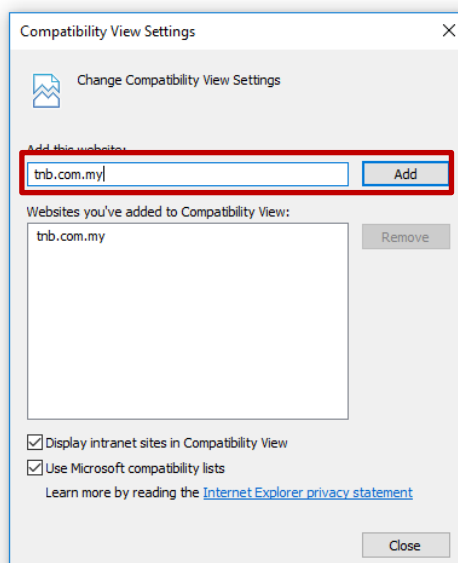 Compatibility View Settings
Change Compatibility View Settings
Add this website:
tnb.com.my
Add
Websites you've added to Compatibility View:
tnb.com.my
Remove
Display intranet sites in Compatibility View
Use Microsoft compatibility lists
Learn more by reading the Internet Explorer privacy statement
Close